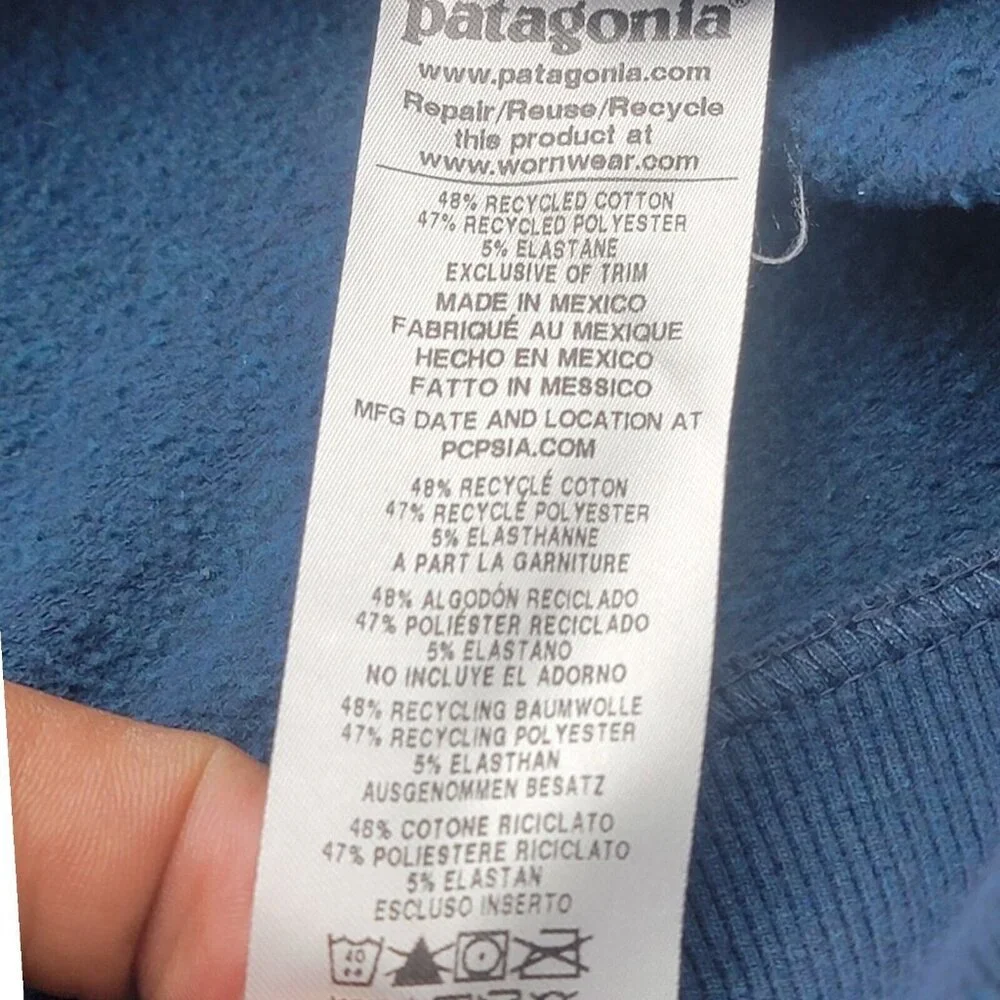 patagonia®
www.patagonia.com
Repair/Reuse/Recycle
this product at
www.wornwear.com
48% RECYCLED COTTON
47% RECYCLED POLYESTER
5% ELASTANE
EXCLUSIVE OF TRIM
MADE IN MEXICO
FABRIQUÉ AU MEXIQUE
HECHO EN MEXICO
FATTO IN MESSICO
MFG DATE AND LOCATION AT
PCPSIA.COM
48% RECYCLÉ COTON
47% RECYCLÉ POLYESTER
5% ELASTHANNE
A PART LA GARNITURE
48% ALGODÓN RECICLADO
47% POLIÉSTER RECICLADO
5% ELASTANO
NO INCLUYE EL ADORNO
48% RECYCLING BAUMWOLLE
47% RECYCLING POLYESTER
5% ELASTHAN
AUSGENOMMEN BESATZ
48% COTONE RICICLATO
47% POLIESTERE RICICLATO
5% ELASTAN
ESCLUSO INSERTO
40